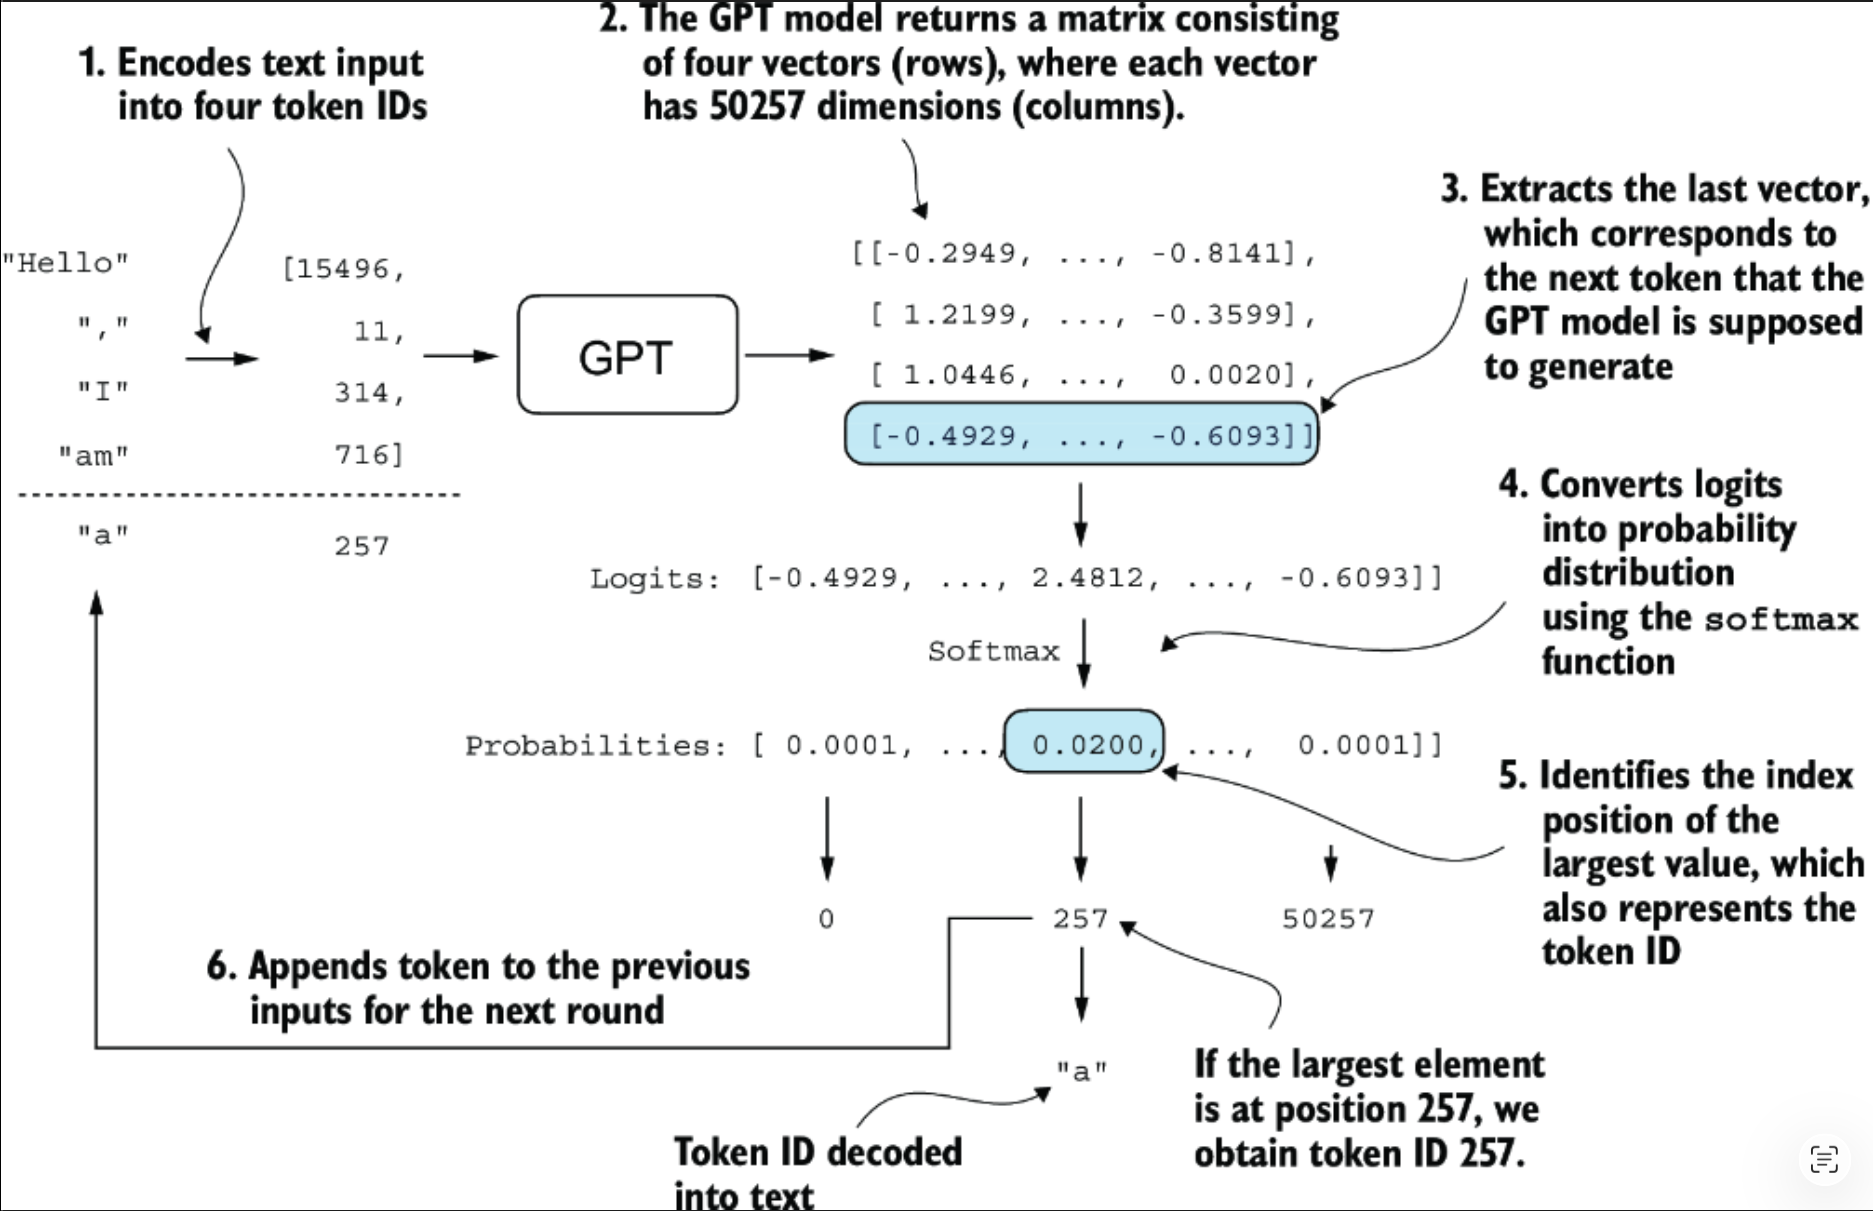 2. The GPT model returns a matrix consisting
of four vectors (rows), where each vector
has 50257 dimensions (columns).
1. Encodes text input
into four token IDs
3. Extracts the last vector,
which corresponds to
the next token that the
GPT model is supposed
to generate
"Hello" [15496, [[-0.2949, ..., -0.8141],
"," 11, [ 1.2199, ..., -0.3599],
GPT
"I" 314, [ 1.0446, ..., 0.0020],
"am" 716] [-0.4929, ..., -0.6093]]
"a" 257
4. Converts logits
into probability
distribution
using the softmax
function
Logits: [-0.4929, ..., 2.4812, ..., -0.6093]]
Softmax
Probabilities: [ 0.0001, ..., 0.0200, ..., 0.0001]]
5. Identifies the index
position of the
largest value, which
also represents the
token ID
0 257 50257
6. Appends token to the previous
inputs for the next round
"a"
If the largest element
is at position 257, we
obtain token ID 257.
Token ID decoded
into text